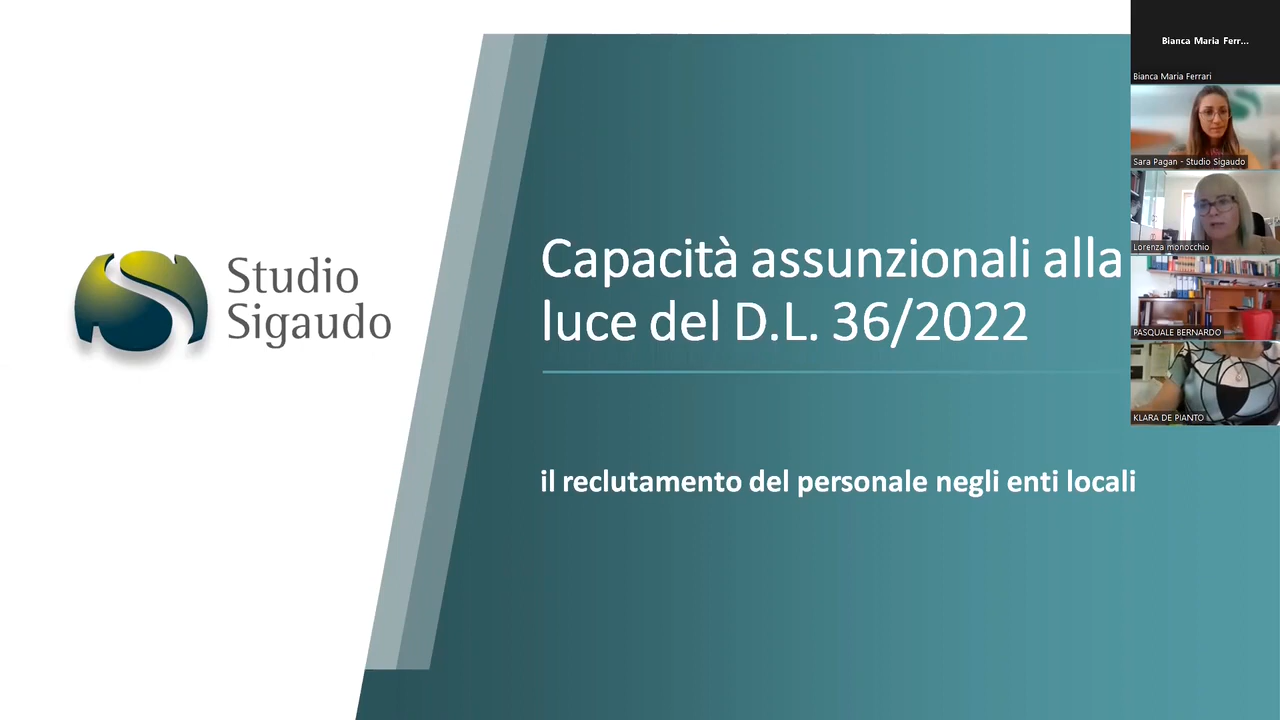 Studio
Sigaudo
Capacità assunzionali alla
luce del D.L. 36/2022
il reclutamento del personale negli enti locali
Bianca Maria Ferr...
Bianca Maria Ferrari
Sara Pagan - Studio Sigaudo
Lorenza monocchio
PASQUALE BERNARDO
KLARA DE PIANTO